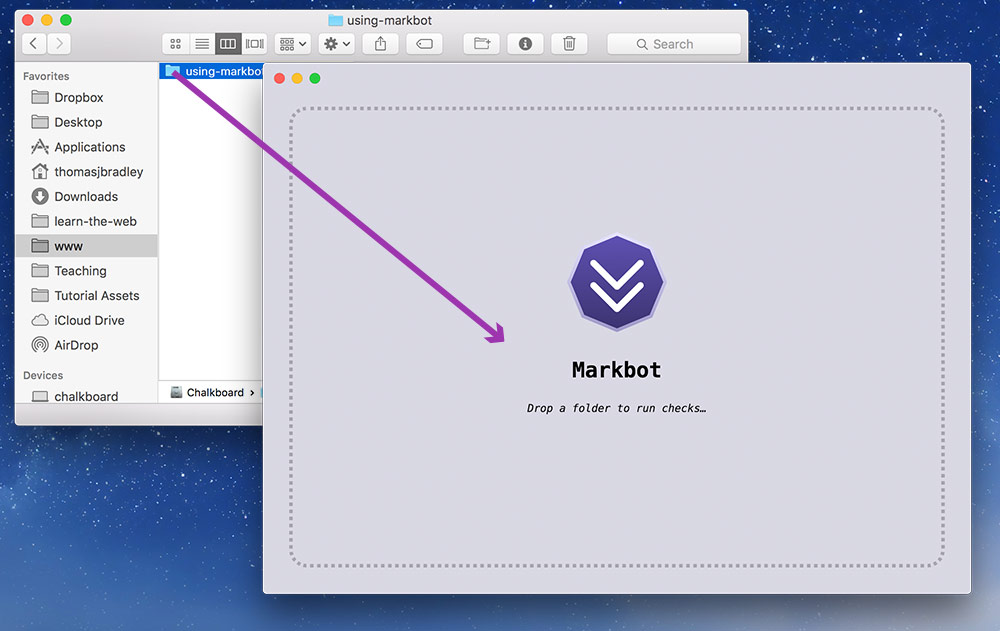 using-markbot
Search
Favorites
Dropbox
Desktop
Applications
thomasjbradley
Downloads
learn-the-web
www
Teaching
Tutorial Assets
iCloud Drive
AirDrop
Devices
chalkboard
using-markbot
Chalkboard ›
Markbot
Drop a folder to run checks…